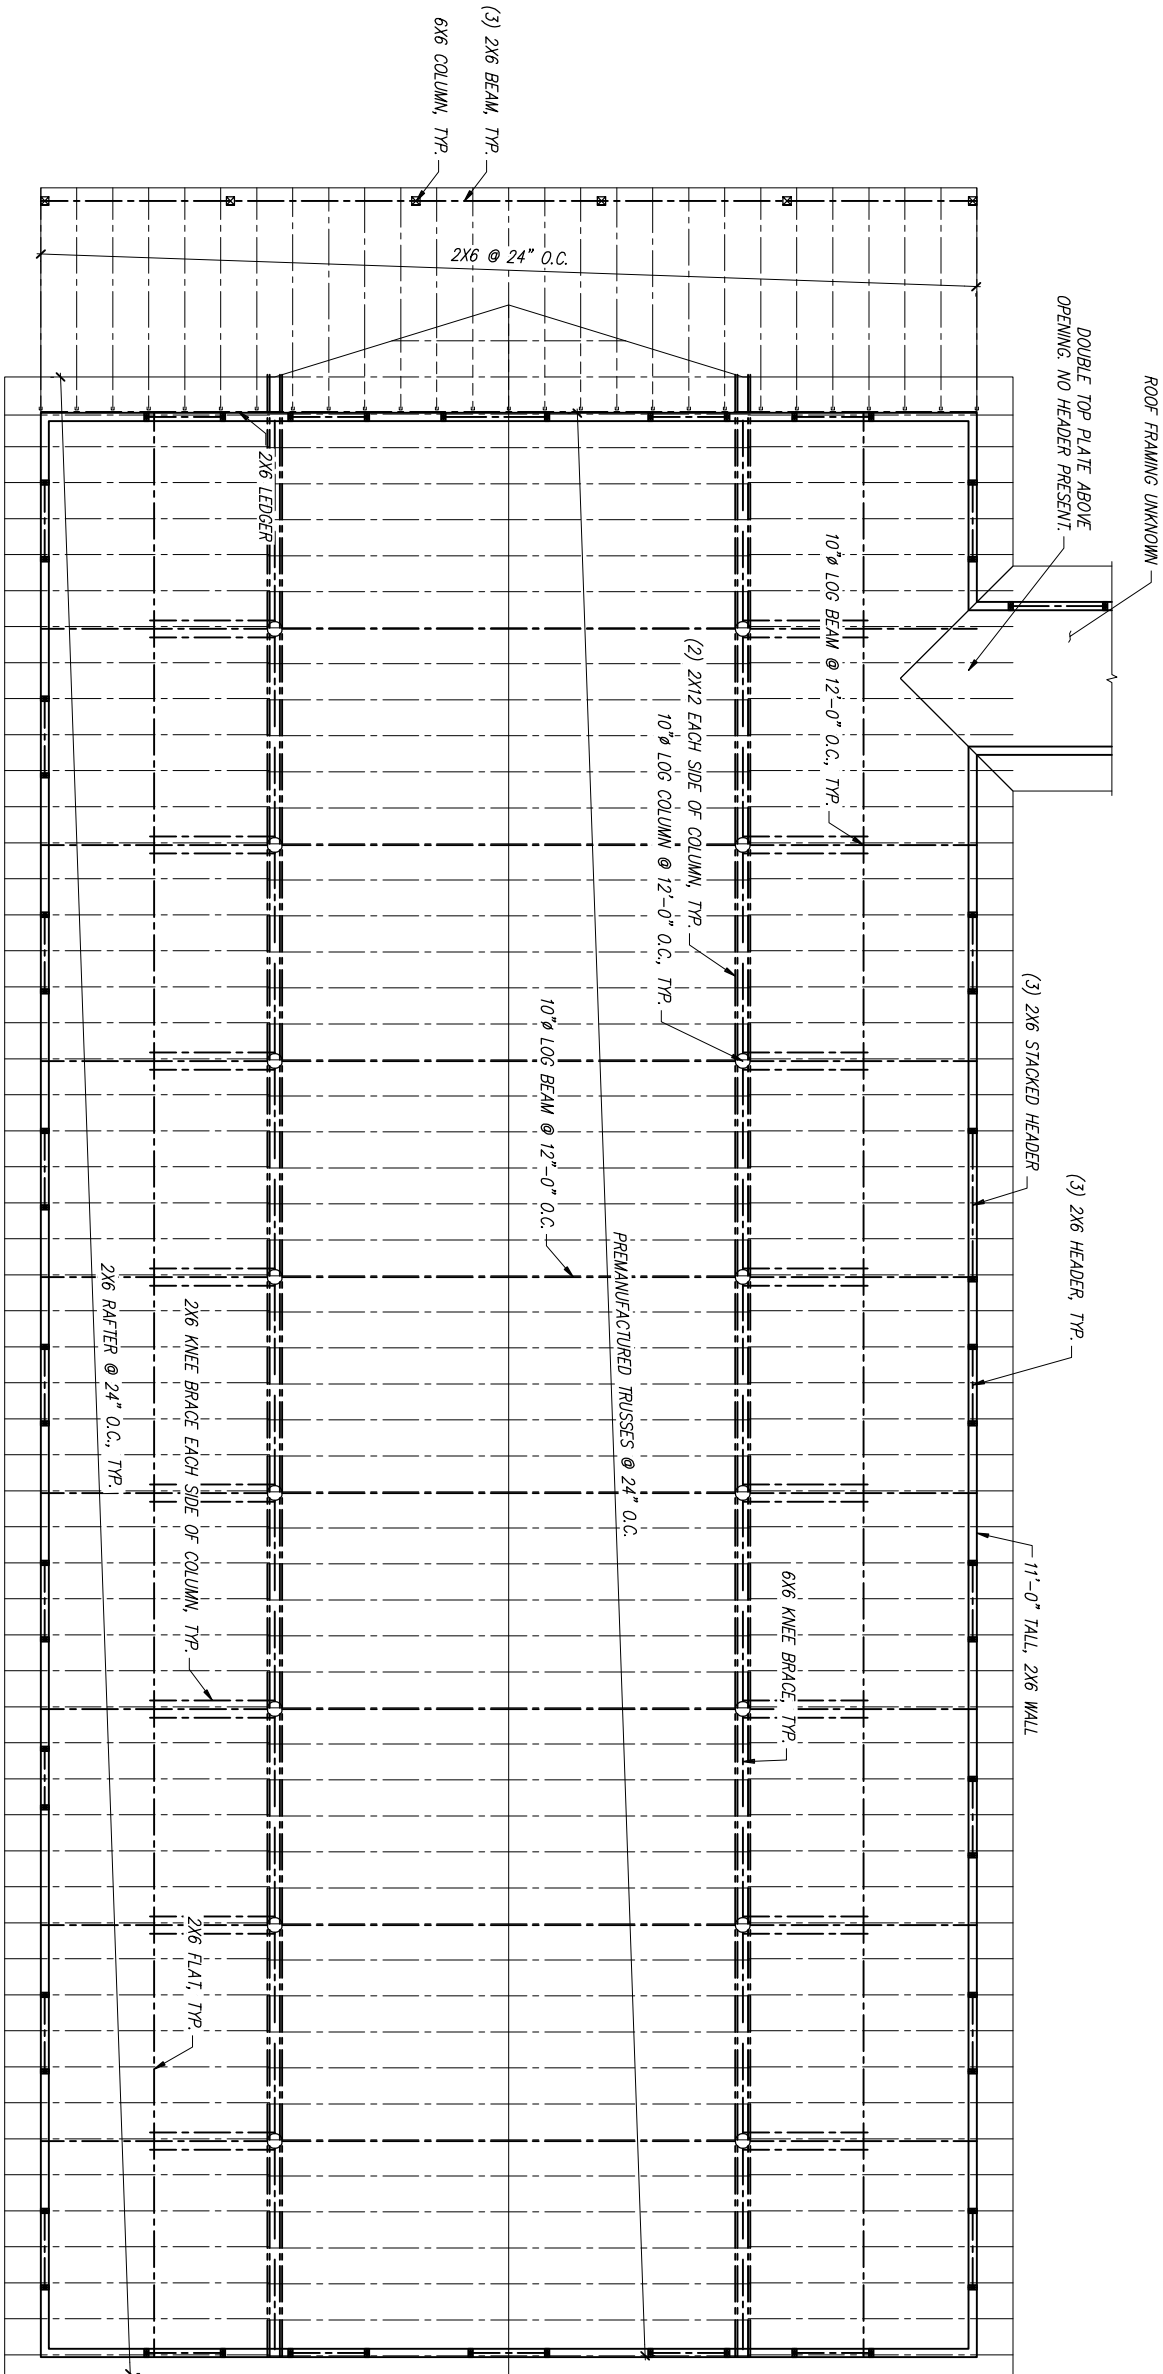 (3) 2X6 BEAM, TYP.
6X6 COLUMN, TYP.
2X6 @ 24" O.C.
ROOF FRAMING UNKNOWN
DOUBLE TOP PLATE ABOVE
OPENING. NO HEADER PRESENT.
2X6 LEDGER
10"ø LOG BEAM @ 12'-0" O.C., TYP.
(2) 2X12 EACH SIDE OF COLUMN, TYP.
10"ø LOG COLUMN @ 12'-0" O.C., TYP.
(3) 2X6 STACKED HEADER
(3) 2X6 HEADER, TYP.
10"ø LOG BEAM @ 12"-0" O.C.
PREMANUFACTURED TRUSSES @ 24" O.C.
2X6 RAFTER @ 24" O.C., TYP.
2X6 KNEE BRACE EACH SIDE OF COLUMN, TYP.
11'-0" TALL, 2X6 WALL
6X6 KNEE BRACE, TYP.
2X6 FLAT, TYP.